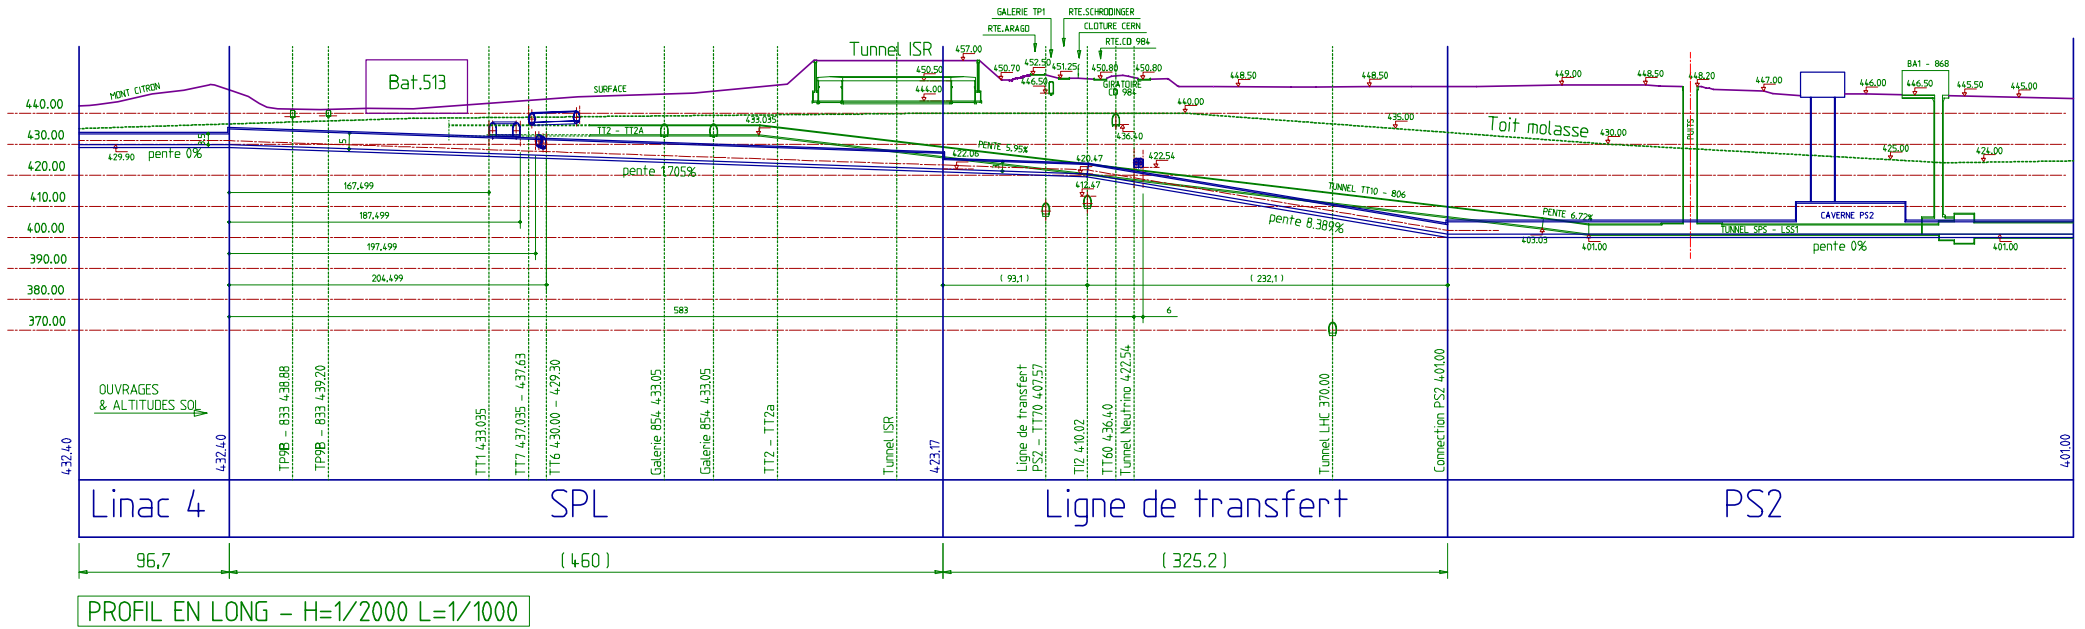 GALERIE TP1
RTE.SCHRODINGER
RTE.ARAGO
CLOTURE CERN
RTE.CD 984
Tunnel ISR
457.00
450.70
452.50
451.25
450.80
450.80
446.50
GIRATOIRE
CD 984
450.50
444.00
448.50
448.50
449.00
448.50
448.20
447.00
446.00
BA1 - 868
446.50
445.50
445.00
MONT CITRON
Bat.513
SURFACE
440.00
430.00
420.00
410.00
400.00
390.00
380.00
370.00
429.90
pente 0%
5
TT2 - TT2A
433.035
pente 1.705%
422.06
PENTE 5,95%
420.47
412.47
422.54
436.40
440.00
435.00
Toit molasse
430.00
425.00
424.00
PUITS
TUNNEL TT10 - 806
PENTE 6.72%
pente 8.389%
403.03
401.00
TUNNEL SPS - LSS1
CAVERNE PS2
pente 0%
401.00
167,499
187,499
197,499
204,499
583
6
( 93,1 )
( 232,1 )
OUVRAGES
& ALTITUDES SOL
432.40
432.40
TP9B - 833 438.88
TP9B - 833 439.20
TT1 433.035
TT7 437.035 - 437.63
TT6 430.00 - 429.30
Galerie 854 433.05
Galerie 854 433.05
TT2 - TT2a
Tunnel ISR
423.17
Ligne de transfert
PS2 - TT70 407.57
TI2 410.02
TT60 436.40
Tunnel Neutrino 422.54
Tunnel LHC 370.00
Connection PS2 401.00
401.00
Linac 4
SPL
Ligne de transfert
PS2
96,7
( 460 )
( 325.2 )
PROFIL EN LONG - H=1/2000 L=1/1000